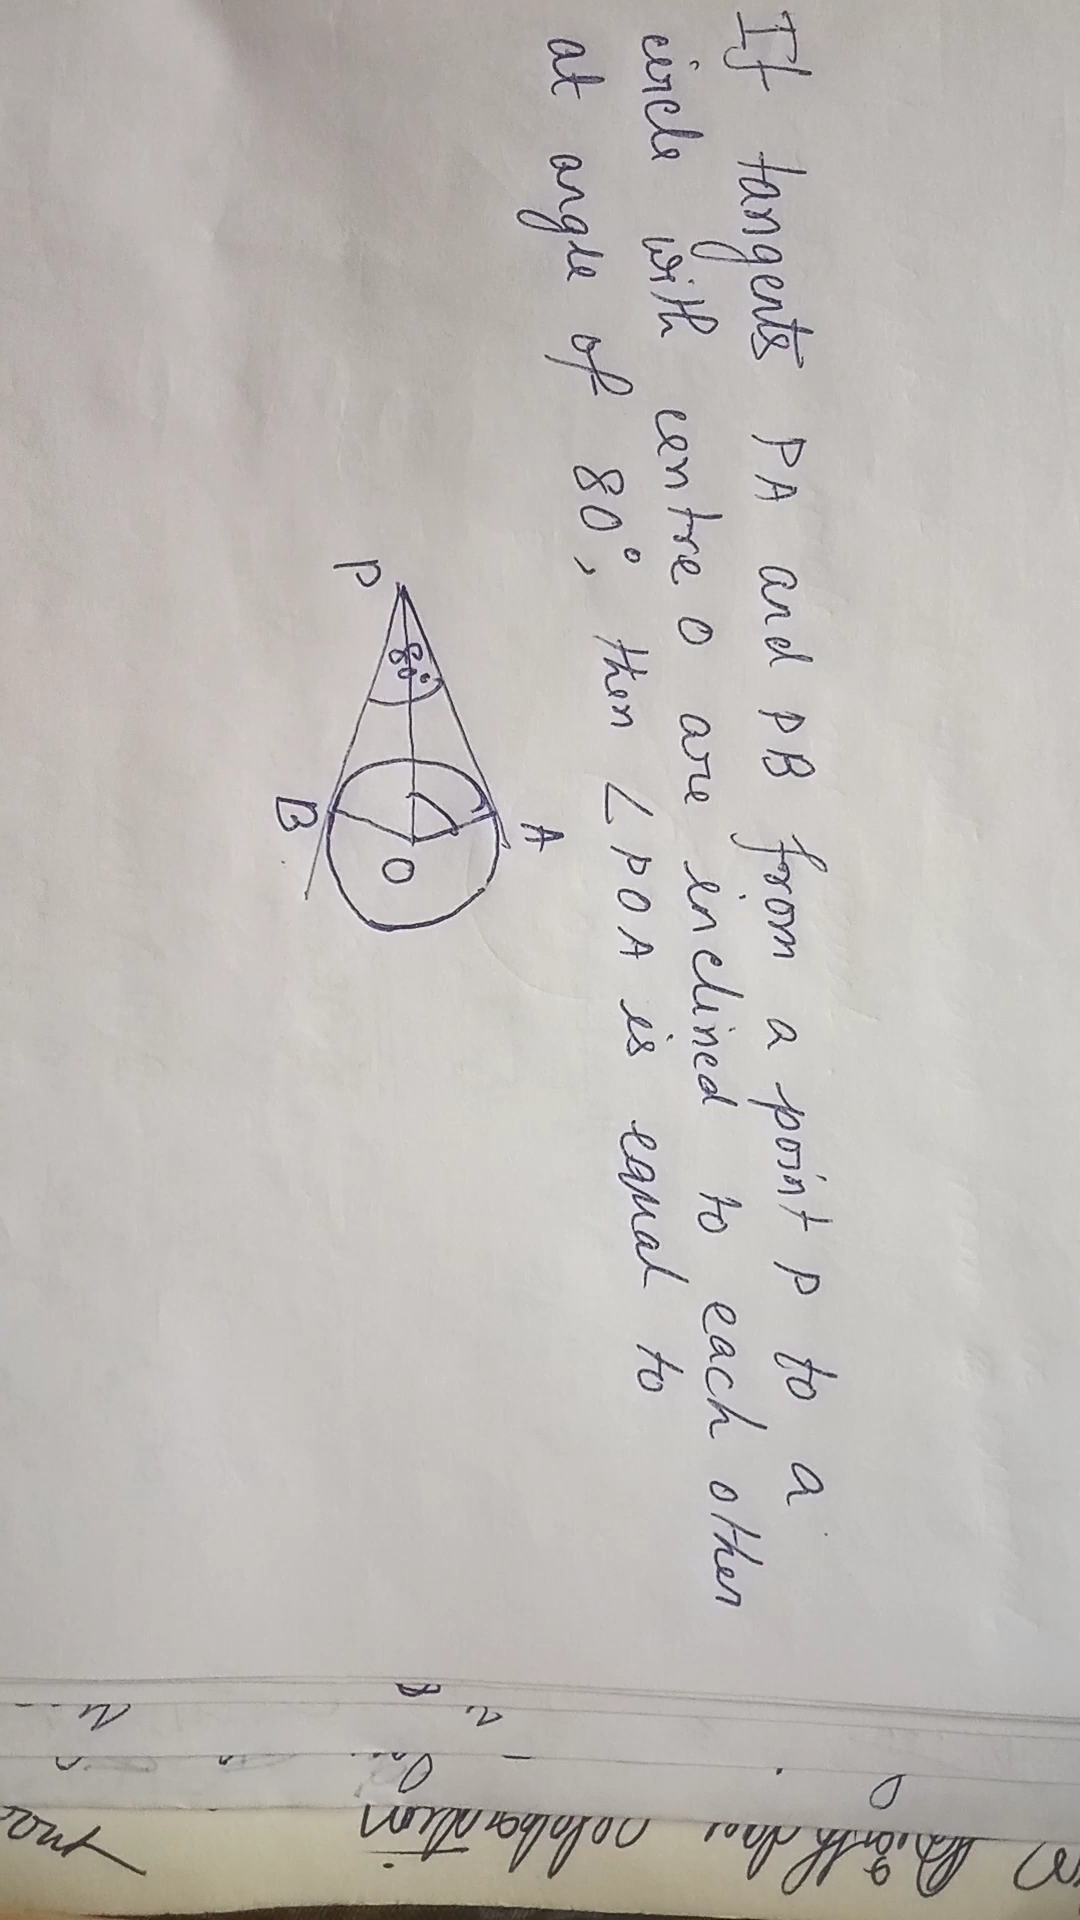 If tangents PA and PB from a point P to a
circle with centre O are inclined to each other
at angle of 80°, then ∠POA is equal to
P
80°
A
B
O